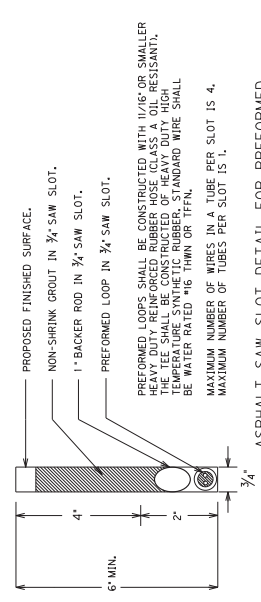 PROPOSED FINISHED SURFACE.
NON-SHRINK GROUT IN 3/4" SAW SLOT.
1" BACKER ROD IN 3/4" SAW SLOT.
PREFORMED LOOP IN 3/4" SAW SLOT.
PREFORMED LOOPS SHALL BE CONSTRUCTED WITH 11/16" OR SMALLER
HEAVY DUTY REINFORCED RUBBER HOSE (CLASS A OIL RESISANT).
THE TEE SHALL BE CONSTRUCTED OF HEAVY DUTY HIGH
TEMPERATURE SYNTHETIC RUBBER. STANDARD WIRE SHALL
BE WATER RATED #16 THWN OR TFFN.
MAXIMUM NUMBER OF WIRES IN A TUBE PER SLOT IS 4.
MAXIMUM NUMBER OF TUBES PER SLOT IS 1.
6" MIN.
4"
2"
3/4"
ASPHALT SAW SLOT DETAIL FOR PREFORMED